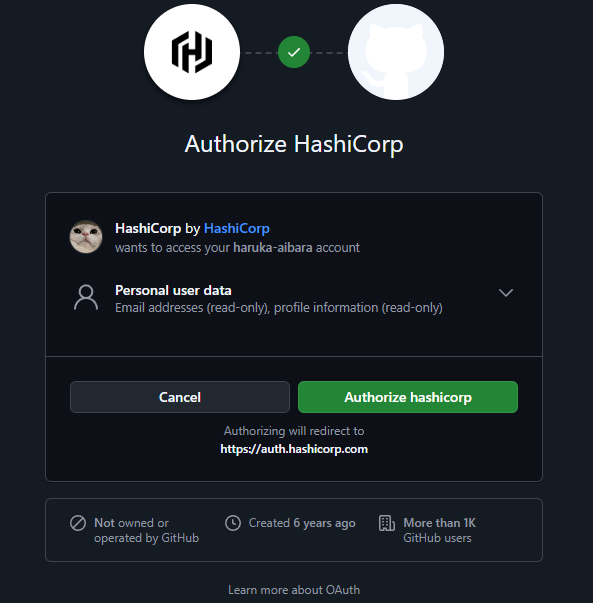 Authorize HashiCorp
HashiCorp by HashiCorp
wants to access your haruka-aibara account
Personal user data
Email addresses (read-only), profile information (read-only)
Cancel
Authorize hashicorp
Authorizing will redirect to
https://auth.hashicorp.com
Not owned or
operated by GitHub
Created 6 years ago
More than 1K
GitHub users
Learn more about OAuth